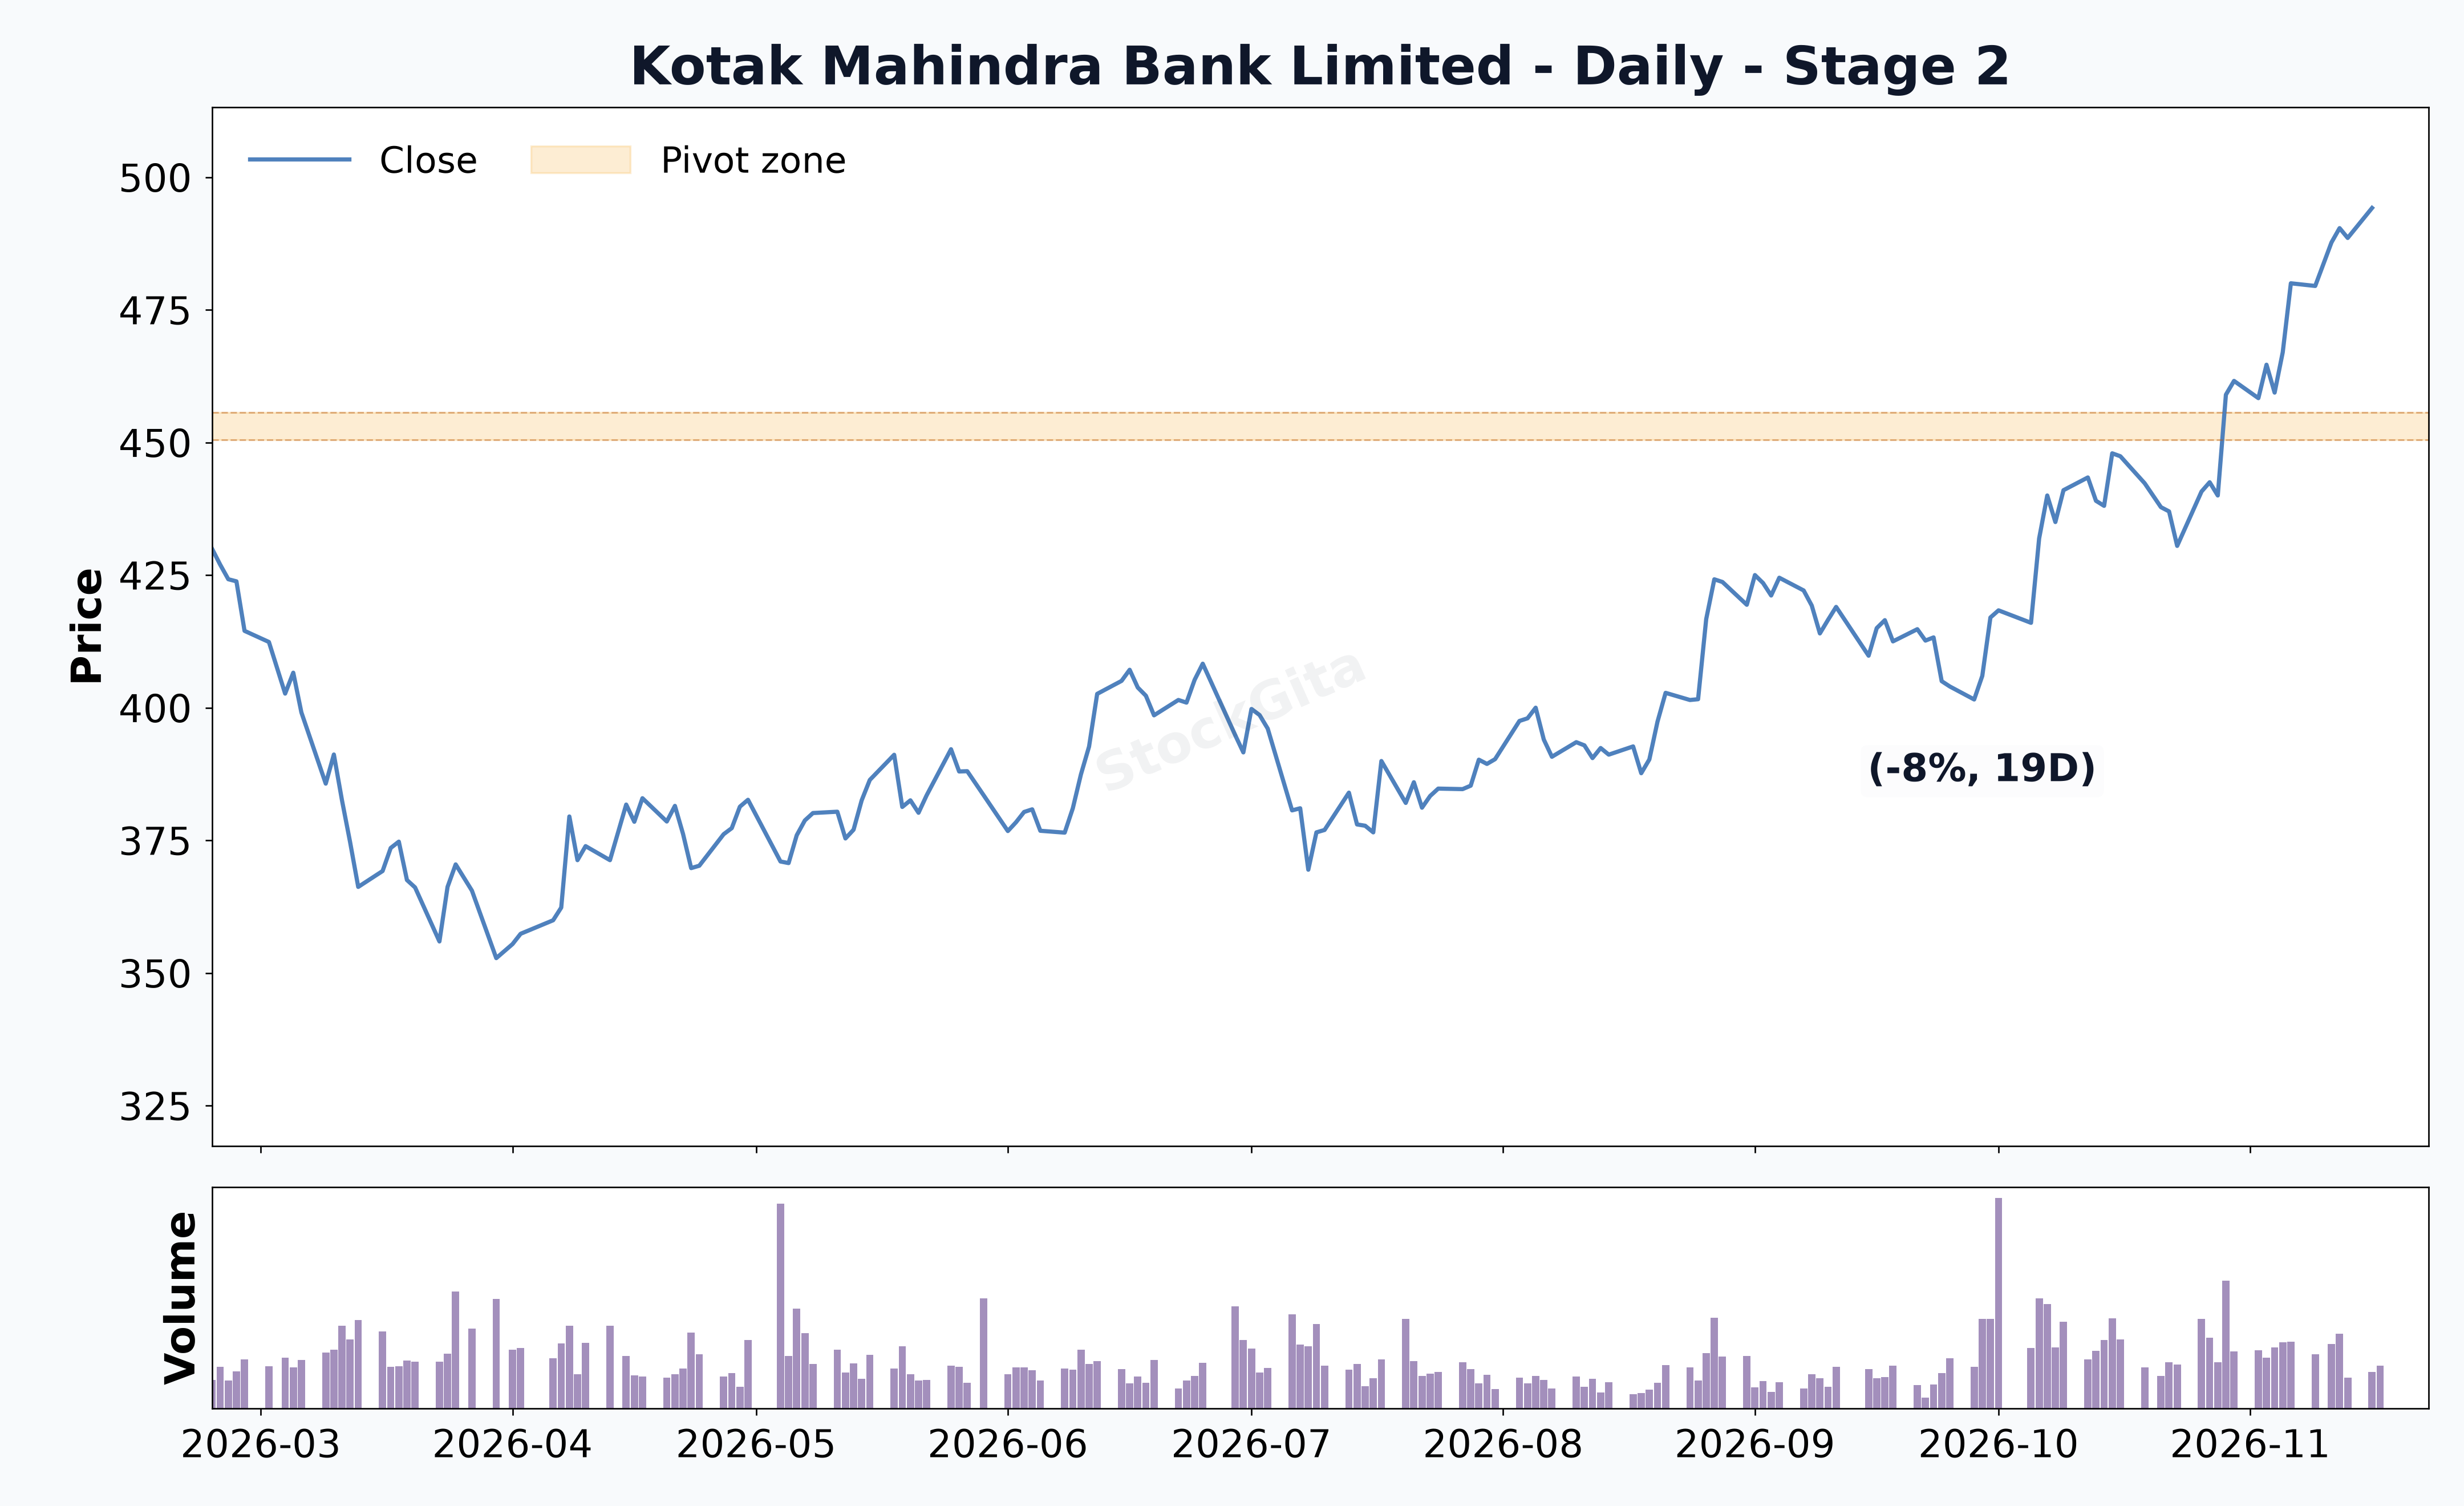 Kotak Mahindra Bank Limited - Daily - Stage 2
Close
Pivot zone
Price
500
475
450
425
400
375
350
325
StockGita
(-8%, 19D)
Volume
2026-03
2026-04
2026-05
2026-06
2026-07
2026-08
2026-09
2026-10
2026-11